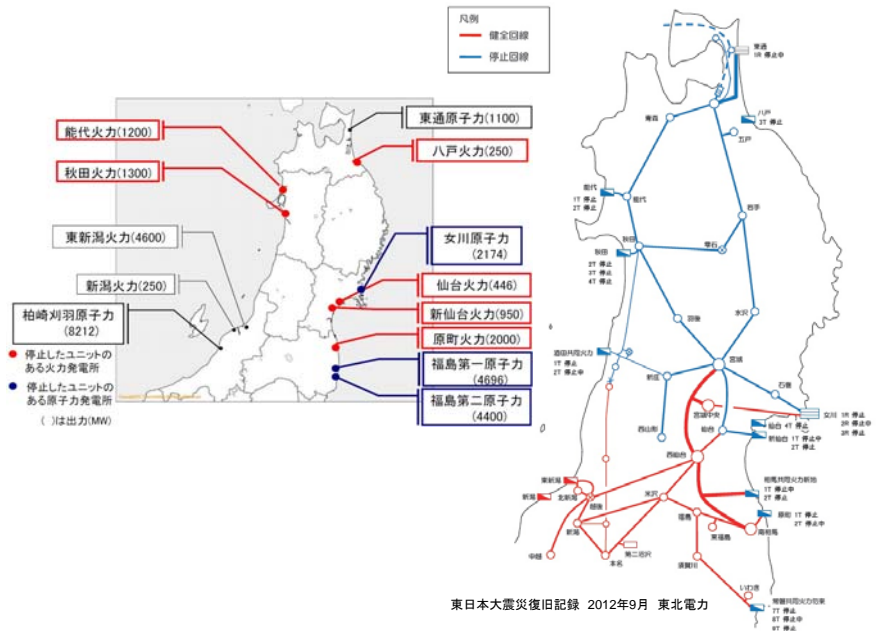 凡例
健全回線
停止回線
能代火力(1200)
秋田火力(1300)
東新潟火力(4600)
新潟火力(250)
柏崎刈羽原子力
(8212)
東通原子力(1100)
八戸火力(250)
女川原子力
(2174)
仙台火力(446)
新仙台火力(950)
原町火力(2000)
福島第一原子力
(4696)
福島第二原子力
(4400)
停止したユニットの
ある火力発電所
停止したユニットの
ある原子力発電所
( )は出力(MW)
東通
1R 停止中
青森
八戸
3T 停止
五戸
能代
1T 停止
2T 停止
能代
岩手
秋田
雫石
秋田
2T 停止
3T 停止
4T 停止
羽後
水沢
酒田共同火力
1T 停止
2T 停止中
宮城
新庄
石巻
宮城中央
女川 1R 停止
2R 停止中
3R 停止
西山形
仙台
仙台 4T 停止
新仙台 1T 停止中
2T 停止
西仙台
相馬共同火力新地
1T 停止中
2T 停止
東新潟
新潟
北新潟
越後
米沢
原町 1T 停止
2T 停止中
新潟
福島
東福島
南相馬
中越
本名
第二沼沢
須賀川
いわき
常磐共同火力勿来
7T 停止
8T 停止中
9T 停止
東日本大震災復旧記録 2012年9月 東北電力